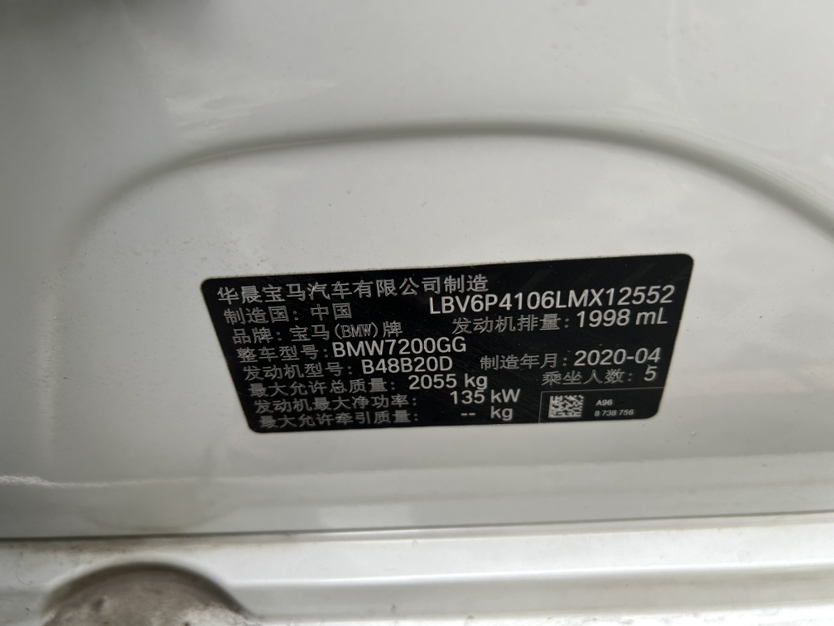 华晨宝马汽车有限公司制造
制造国：中国 LBV6P4106LMX12552
品牌：宝马(BMW)牌 发动机排量：1998 mL
整车型号：BMW7200GG
发动机型号：B48B20D 制造年月：2020-04
最大允许总质量：2055 kg 乘坐人数：5
发动机最大净功率： 135 kW
最大允许牵引质量： -- kg
A96
8 738 756